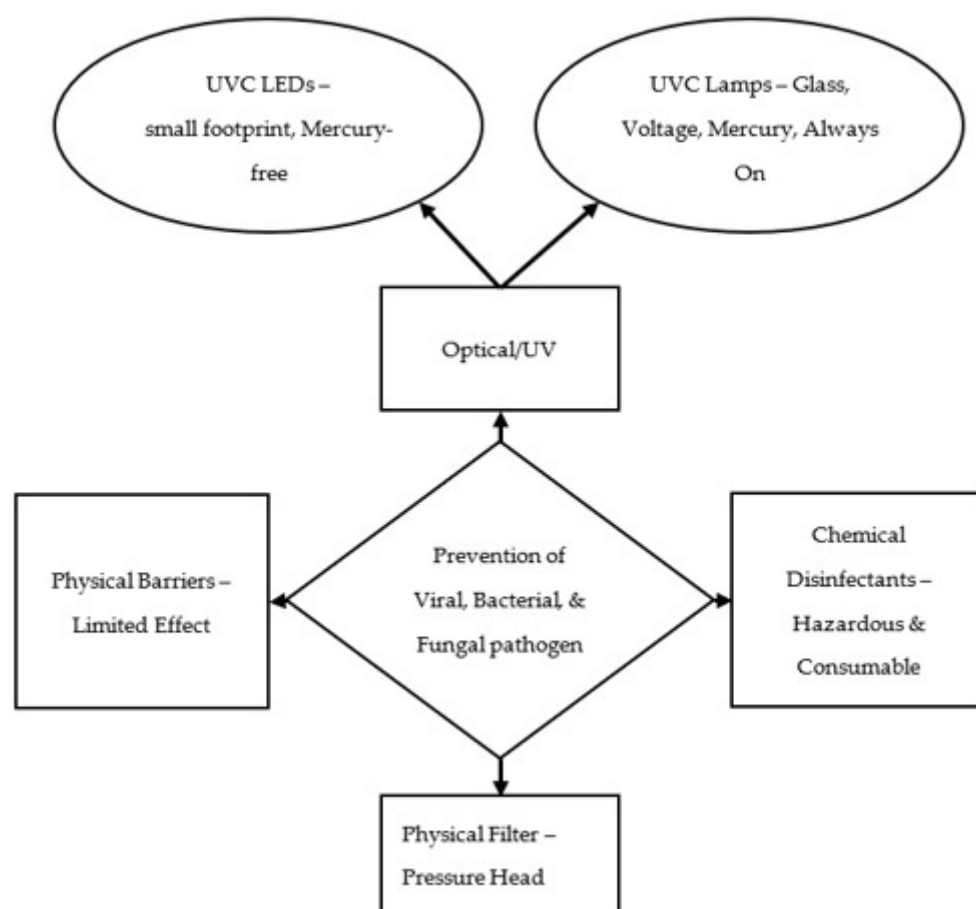 UVC LEDs –
small footprint, Mercury-
free
UVC Lamps – Glass,
Voltage, Mercury, Always
On
Optical/UV
Physical Barriers –
Limited Effect
Prevention of
Viral, Bacterial, &
Fungal pathogen
Chemical
Disinfectants –
Hazardous &
Consumable
Physical Filter –
Pressure Head